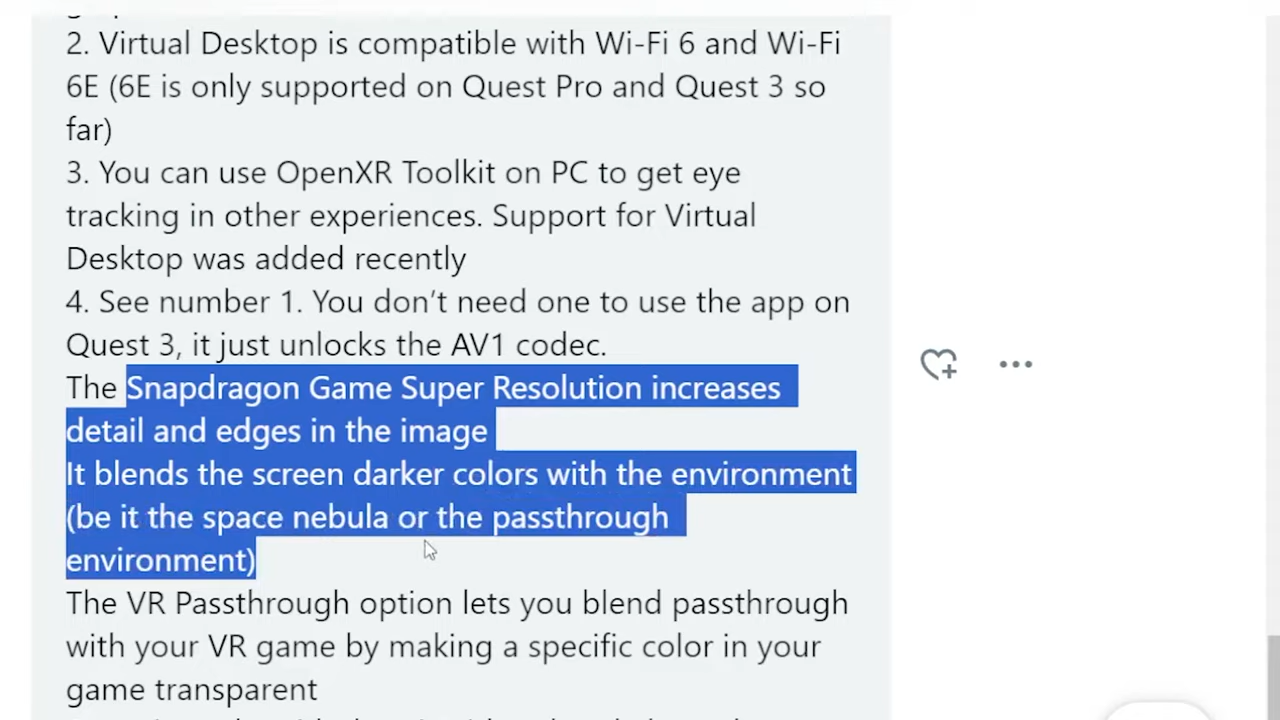 2. Virtual Desktop is compatible with Wi-Fi 6 and Wi-Fi
6E (6E is only supported on Quest Pro and Quest 3 so
far)
3. You can use OpenXR Toolkit on PC to get eye
tracking in other experiences. Support for Virtual
Desktop was added recently
4. See number 1. You don’t need one to use the app on
Quest 3, it just unlocks the AV1 codec.
The Snapdragon Game Super Resolution increases
detail and edges in the image
It blends the screen darker colors with the environment
(be it the space nebula or the passthrough
environment)
The VR Passthrough option lets you blend passthrough
with your VR game by making a specific color in your
game transparent